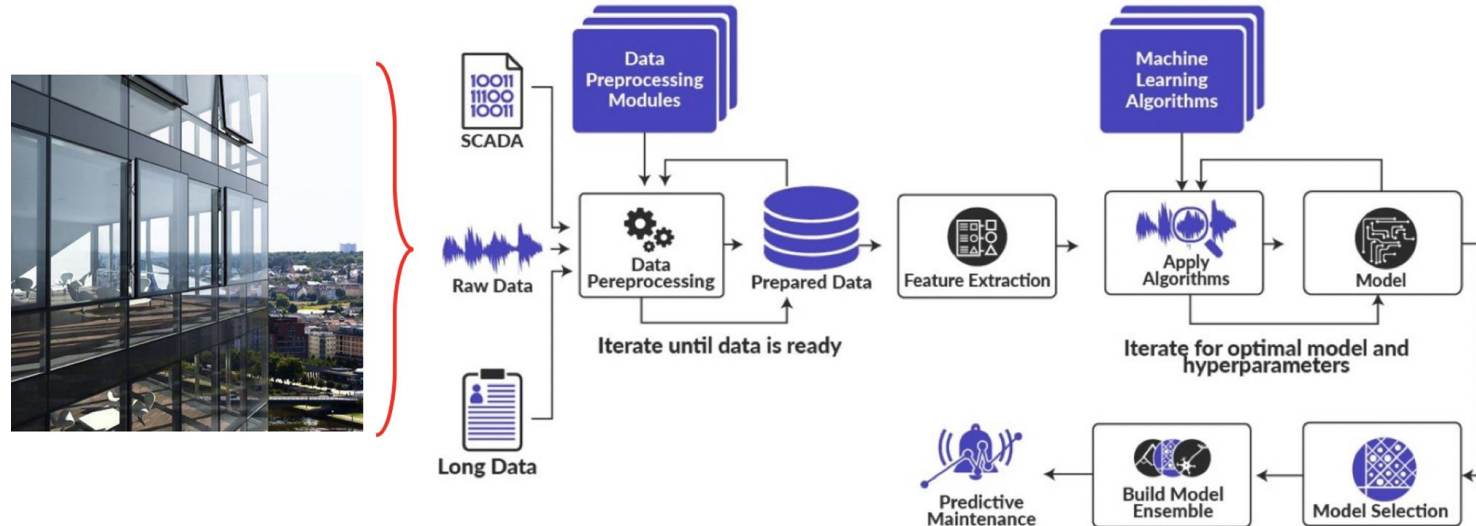 10011
11100
10011
SCADA
Raw Data
Long Data
Data
Preprocessing
Modules
Data
Pereprocessing
Prepared Data
Iterate until data is ready
Feature Extraction
Machine
Learning
Algorithms
Apply
Algorithms
Model
Iterate for optimal model and
hyperparameters
Predictive
Maintenance
Build Model
Ensemble
Model Selection